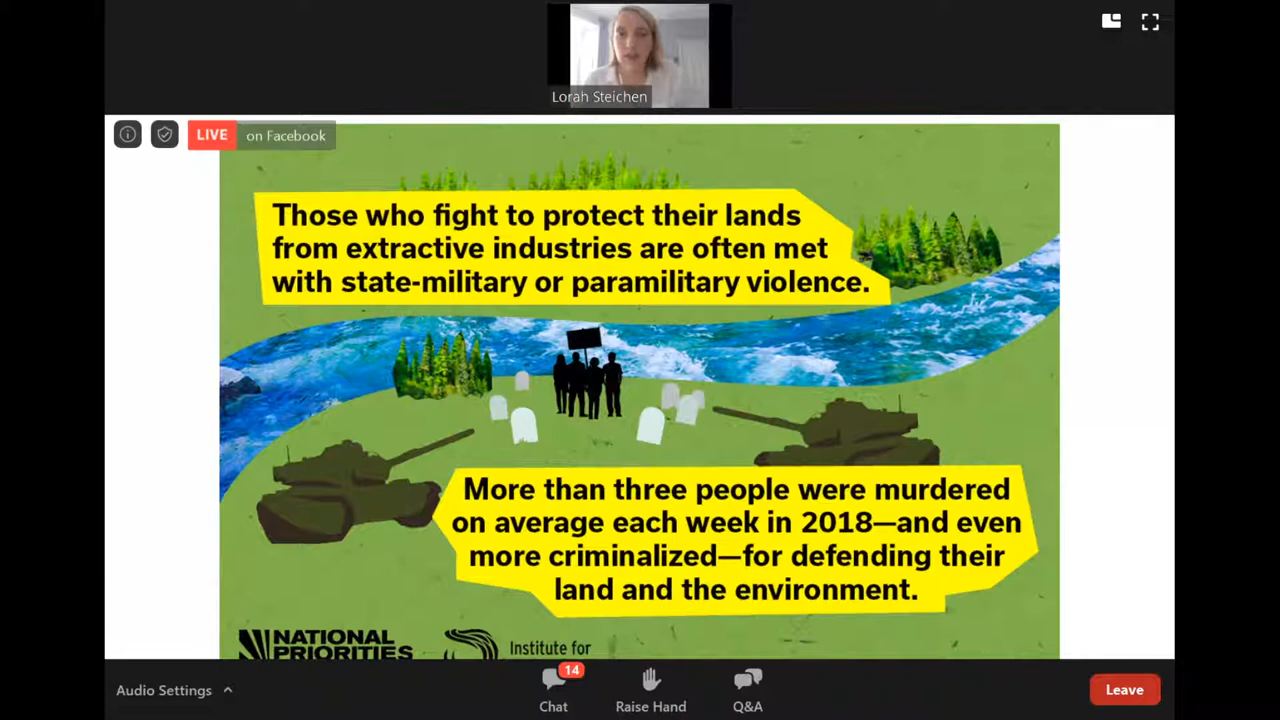 Lorah Steichen
LIVE on Facebook
Those who fight to protect their lands
from extractive industries are often met
with state-military or paramilitary violence.
More than three people were murdered
on average each week in 2018—and even
more criminalized—for defending their
land and the environment.
NATIONAL
PRIORITIES
Institute for
Audio Settings
14
Chat
Raise Hand
Q&A
Leave